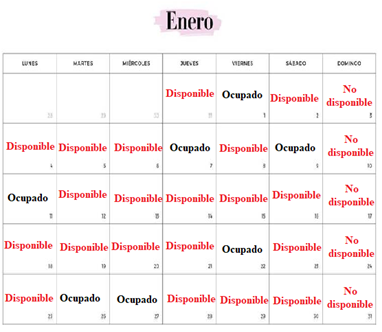 Enero
LUNES MARTES MIÉRCOLES JUEVES VIERNES SÁBADO DOMINGO
Disponible Ocupado Disponible No disponible
28 29 30 31 1 2 3
Disponible Disponible Disponible Ocupado Disponible Ocupado No disponible
4 5 6 7 8 9 10
Ocupado Disponible Disponible Disponible Disponible Disponible No disponible
11 12 13 14 15 16 17
Disponible Disponible Disponible Disponible Ocupado Disponible No disponible
18 19 20 21 22 23 24
Disponible Ocupado Ocupado Disponible Disponible Disponible No disponible
25 26 27 28 29 30 31